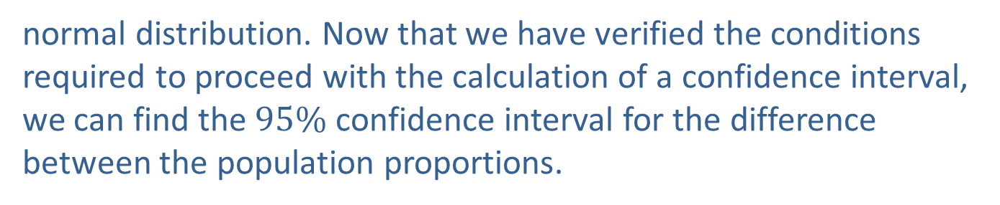 normal distribution. Now that we have verified the conditions
required to proceed with the calculation of a confidence interval,
we can find the 95% confidence interval for the difference
between the population proportions.